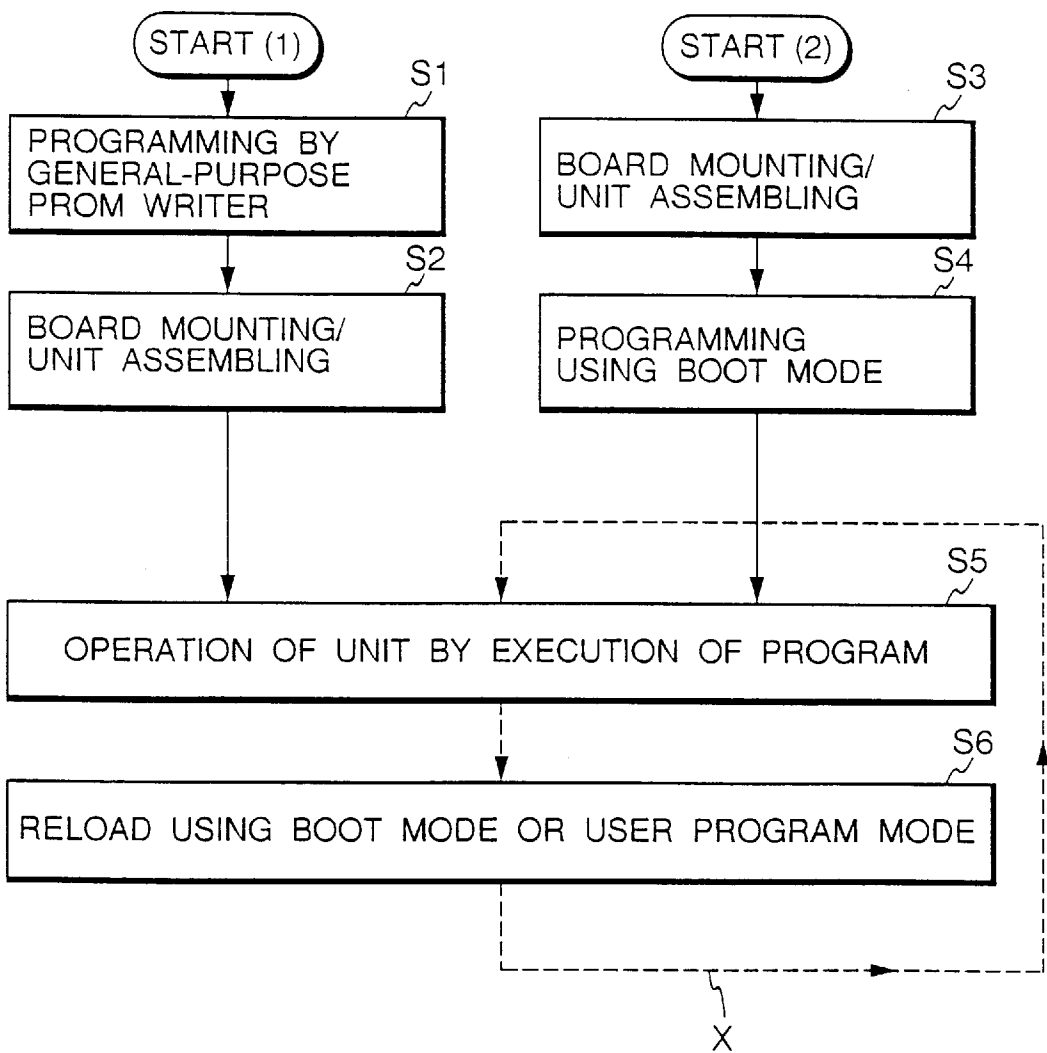 START (1)
START (2)
S1
PROGRAMMING BY
GENERAL-PURPOSE
PROM WRITER
S3
BOARD MOUNTING/
UNIT ASSEMBLING
S2
BOARD MOUNTING/
UNIT ASSEMBLING
S4
PROGRAMMING
USING BOOT MODE
S5
OPERATION OF UNIT BY EXECUTION OF PROGRAM
S6
RELOAD USING BOOT MODE OR USER PROGRAM MODE
X